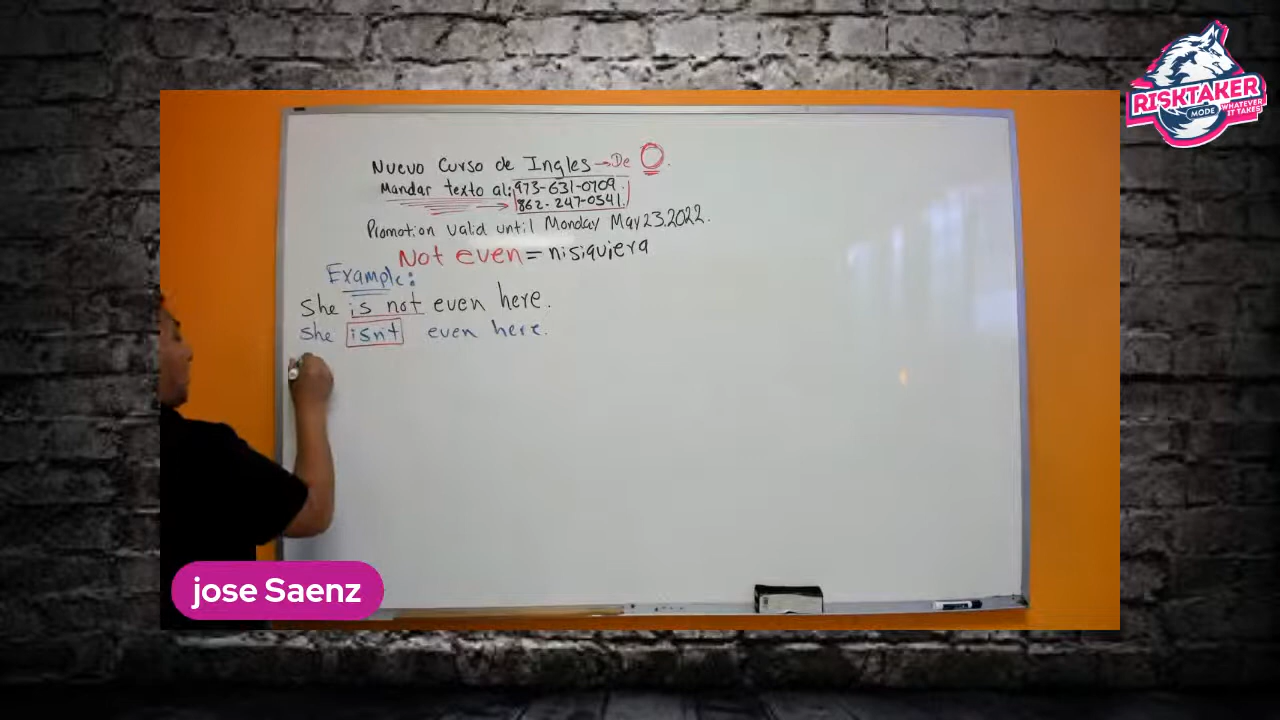 Nuevo Curso de Ingles →De 0.
Mandar texto al: 973-631-0709.
862-247-0541.
Promotion valid until Monday May 23.2022.
Not even = nisiquiera
Example:
She is not even here.
She isn't even here.
jose Saenz
RISKTAKER
MODE
WHATEVER
IT TAKES